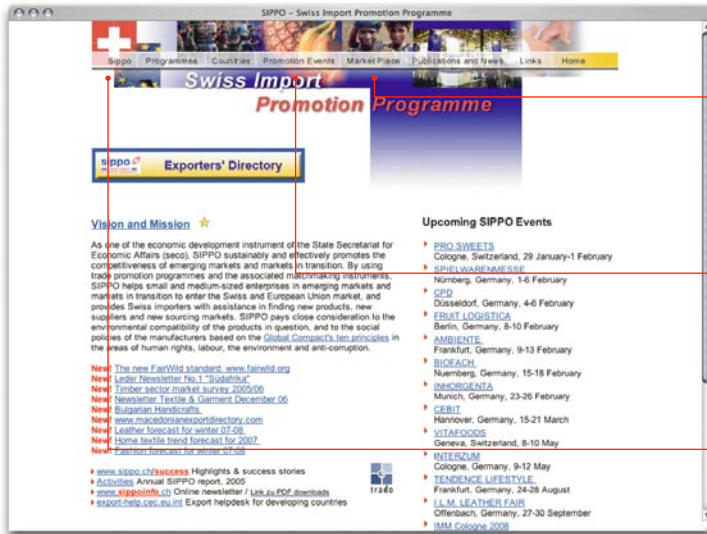 SIPPO – Swiss Import Promotion Programme
Sippo Programmes Countries Promotion Events Market Place Publications and News Links Home
Swiss Import
Promotion Programme
sippo Exporters' Directory
Vision and Mission
As one of the economic development instrument of the State Secretariat for
Economic Affairs (seco), SIPPO sustainably and effectively promotes the
competitiveness of emerging markets and markets in transition. By using
trade promotion programmes and the associated matchmaking instruments,
SIPPO helps small and medium-sized enterprises in emerging markets and
markets in transition to enter the Swiss and European Union market, and
provides Swiss importers with assistance in finding new products, new
suppliers and new sourcing markets. SIPPO pays close consideration to the
environmental compatibility of the products in question, and to the social
policies of the manufacturers based on the Global Compact's ten principles in
the areas of human rights, labour, the environment and anti-corruption.
New! The new FairWild standard: www.fairwild.org
New! Leder Newsletter No.1 "Südafrika"
New! Timber sector market survey 2005/06
New! Newsletter Textile & Garment December 06
New! Bulgarian Handicrafts
New! www.macedonianexportdirectory.com
New! Leather forecast for winter 07-08
New! Home textile trend forecast for 2007
New! Fashion forecast for winter 07-08
www.sippo.ch/success Highlights & success stories
Activities Annual SIPPO report, 2005
www.sippoinfo.ch Online newsletter / Link zu PDF downloads
export-help.cec.eu.int Export helpdesk for developing countries
Upcoming SIPPO Events
PRO SWEETS
Cologne, Switzerland, 29 January-1 February
SPIELWARENMESSE
Nürnberg, Germany, 1-6 February
CPD
Düsseldorf, Germany, 4-6 February
FRUIT LOGISTICA
Berlin, Germany, 8-10 February
AMBIENTE
Frankfurt, Germany, 9-13 February
BIOFACH
Nuernberg, Germany, 15-18 February
INHORGENTA
Munich, Germany, 23-26 February
CEBIT
Hannover, Germany, 15-21 March
VITAFOODS
Geneva, Switzerland, 8-10 May
INTERZUM
Cologne, Germany, 9-12 May
TENDENCE LIFESTYLE
Frankfurt, Germany, 24-28 August
I.L.M. LEATHER FAIR
Offenbach, Germany, 27-30 September
IMM Cologne 2008